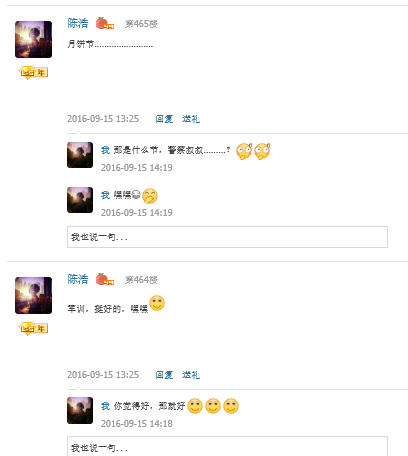 陈浩 第465楼
月饼节........................
年
2016-09-15 13:25 回复 送礼
我 那是什么节，警察叔叔.........？
2016-09-15 14:19
我 嘿嘿
2016-09-15 14:19
我也说一句...
陈浩 第464楼
军训，挺好的，嘿嘿
年
2016-09-15 13:25 回复 送礼
我 你觉得好，那就好
2016-09-15 14:18
我也说一句...